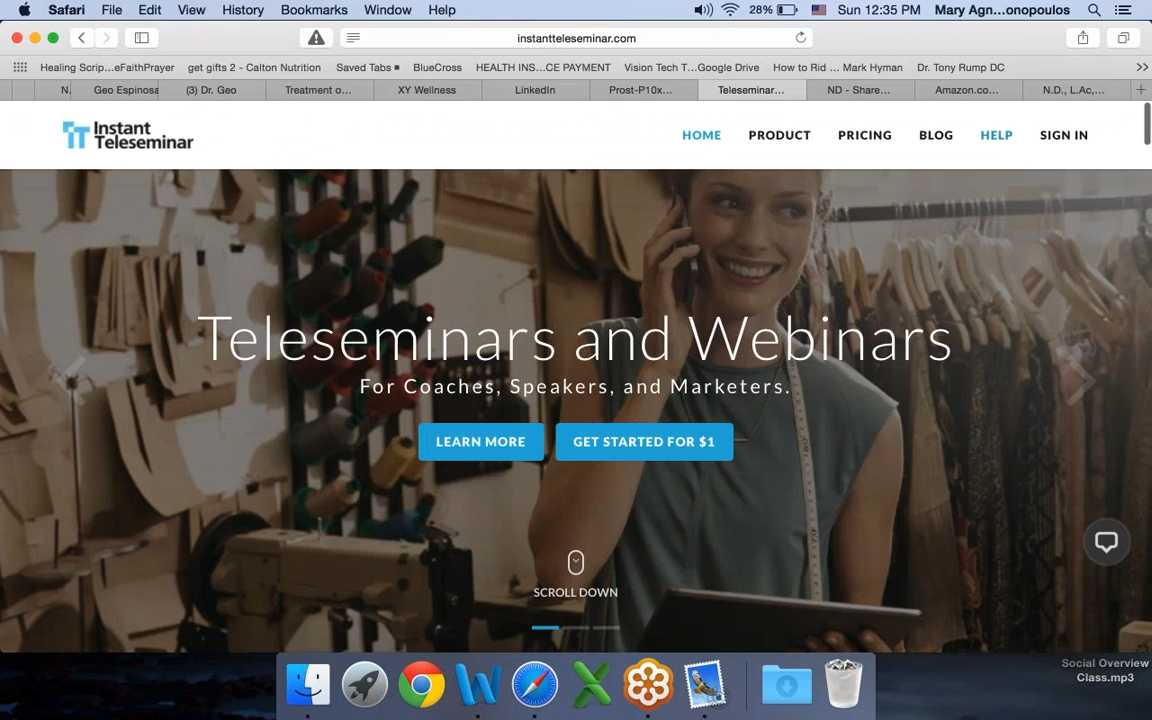 Safari File Edit View History Bookmarks Window Help 28% Sun 12:35 PM Mary Agn...onopoulos
instantteleseminar.com
Healing Scrip...eFaithPrayer get gifts 2 - Calton Nutrition Saved Tabs BlueCross HEALTH INS...CE PAYMENT Vision Tech T...Google Drive How to Rid ... Mark Hyman Dr. Tony Rump DC
N. Geo Espinosa (3) Dr. Geo Treatment o... XY Wellness LinkedIn Prost-P10x... Teleseminar... ND - Share... Amazon.co... N.D., L.Ac,...
Instant
Teleseminar
HOME PRODUCT PRICING BLOG HELP SIGN IN
Teleseminars and Webinars
For Coaches, Speakers, and Marketers.
LEARN MORE GET STARTED FOR $1
SCROLL DOWN
Social Overview
Class.mp3